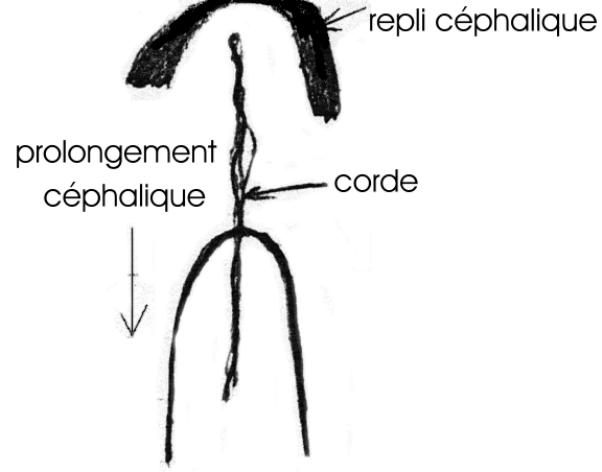 repli céphalique
prolongement
céphalique
corde